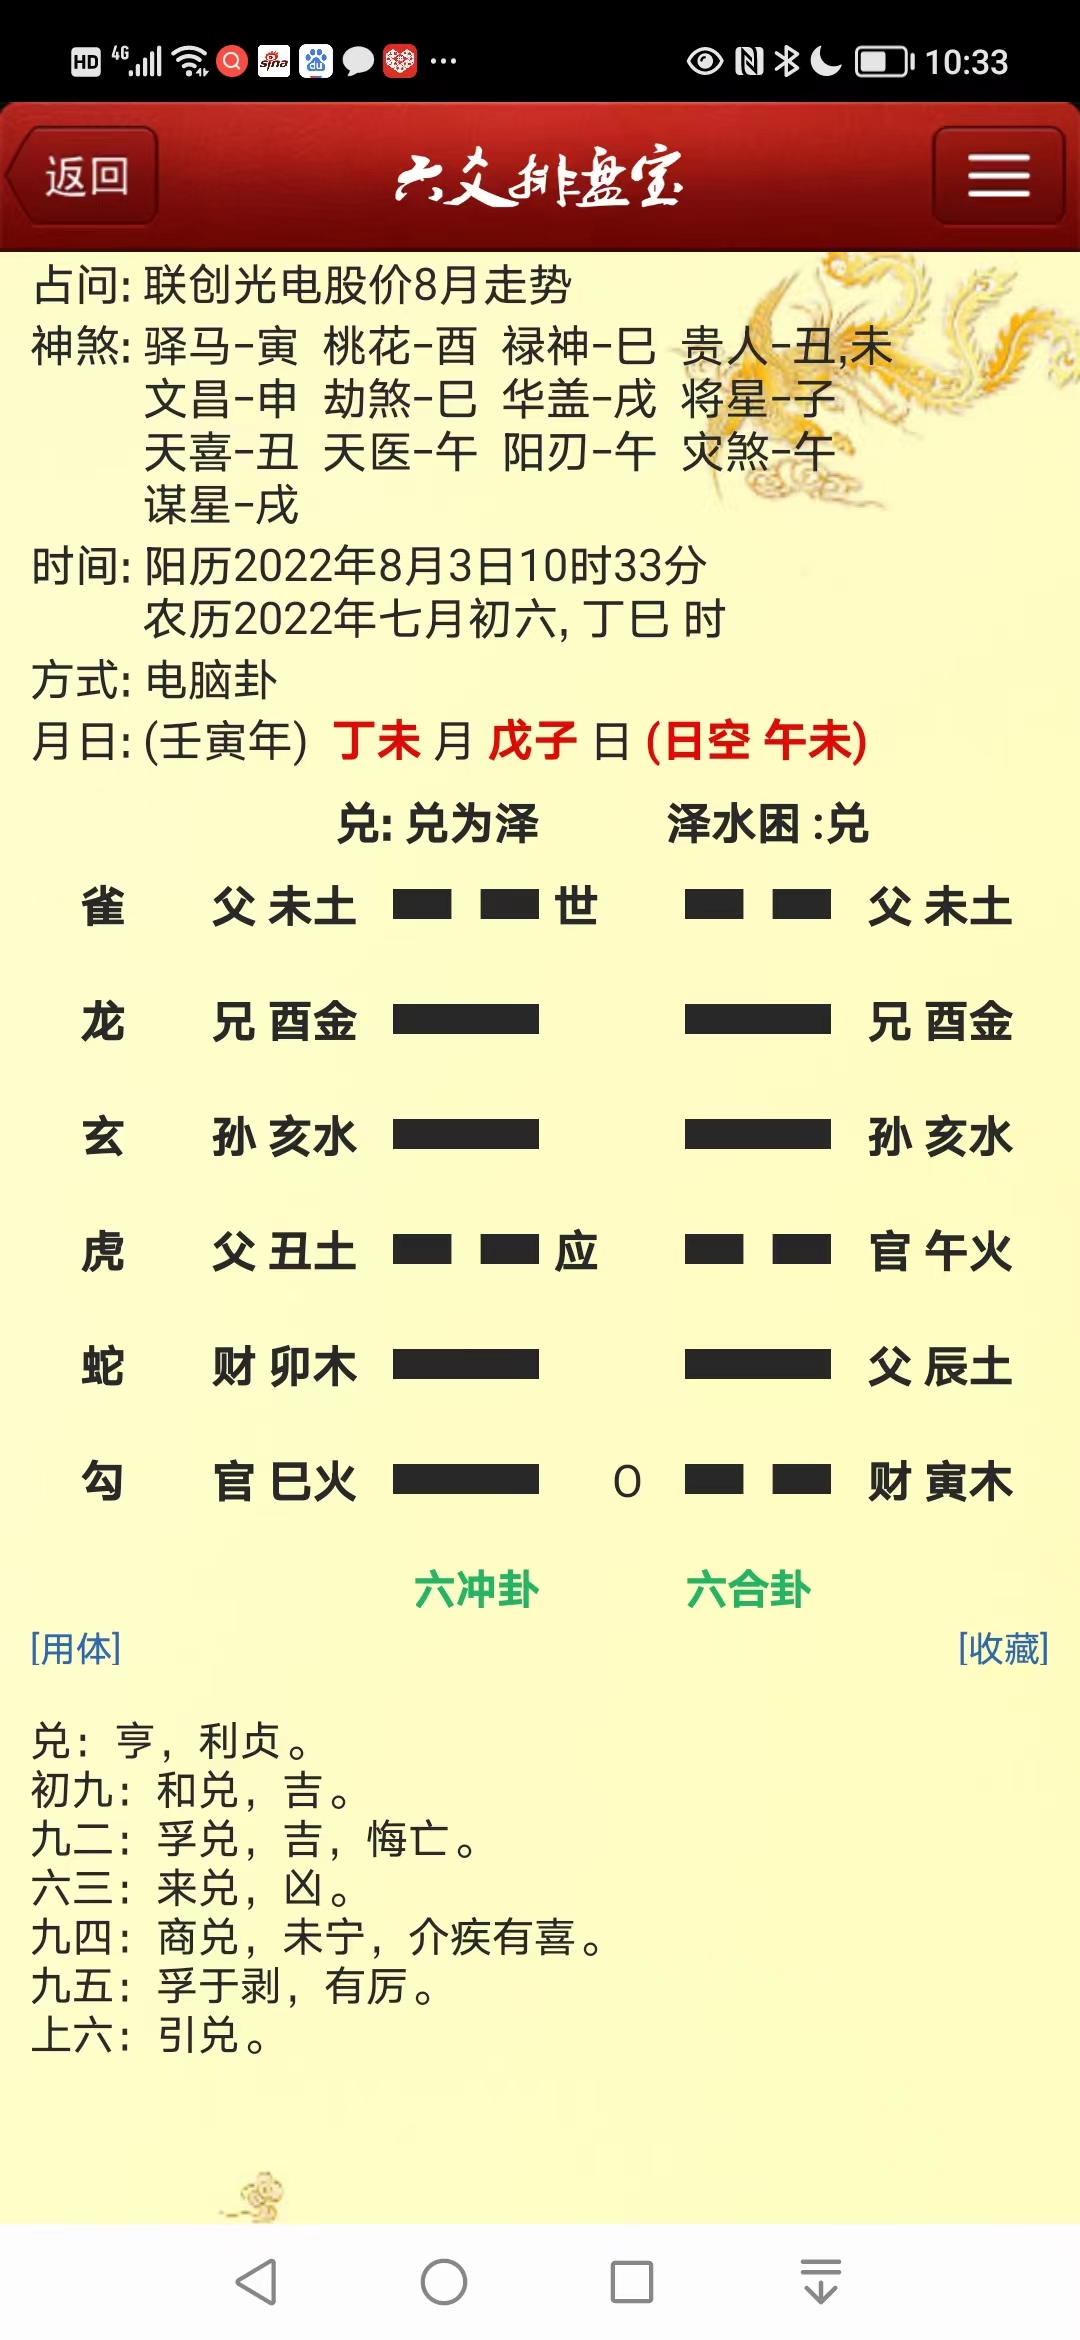 HD 4G 10:33
返回 六爻排盘宝
占问: 联创光电股价8月走势
神煞: 驿马-寅 桃花-酉 禄神-巳 贵人-丑,未
文昌-申 劫煞-巳 华盖-戌 将星-子
天喜-丑 天医-午 阳刃-午 灾煞-午
谋星-戌
时间: 阳历2022年8月3日10时33分
农历2022年七月初六, 丁巳 时
方式: 电脑卦
月日: (壬寅年) 丁未 月 戊子 日 (日空 午未)
兑: 兑为泽 泽水困 :兑
雀 父 未土 世 父 未土
龙 兄 酉金 兄 酉金
玄 孙 亥水 孙 亥水
虎 父 丑土 应 官 午火
蛇 财 卯木 父 辰土
勾 官 巳火 O 财 寅木
六冲卦 六合卦
[用体] [收藏]
兑：亨，利贞。
初九：和兑，吉。
九二：孚兑，吉，悔亡。
六三：来兑，凶。
九四：商兑，未宁，介疾有喜。
九五：孚于剥，有厉。
上六：引兑。